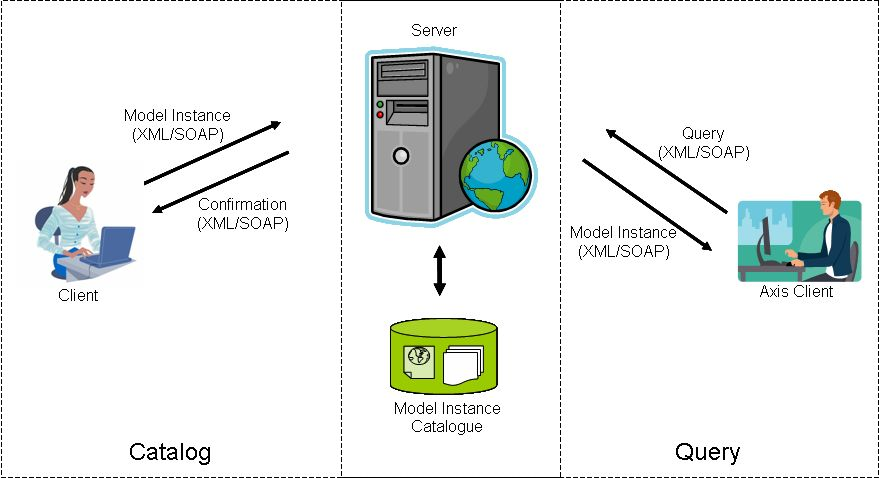 Server
Model Instance
(XML/SOAP)
Confirmation
(XML/SOAP)
Client
Query
(XML/SOAP)
Model Instance
(XML/SOAP)
Axis Client
Model Instance
Catalogue
Catalog
Query